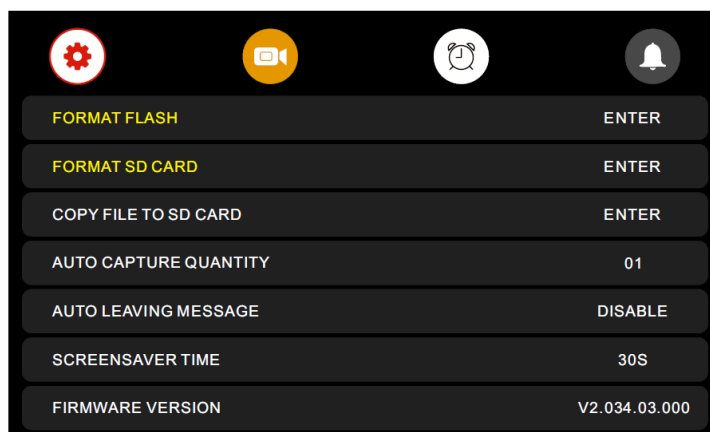 FORMAT FLASH ENTER
FORMAT SD CARD ENTER
COPY FILE TO SD CARD ENTER
AUTO CAPTURE QUANTITY 01
AUTO LEAVING MESSAGE DISABLE
SCREENSAVER TIME 30S
FIRMWARE VERSION V2.034.03.000